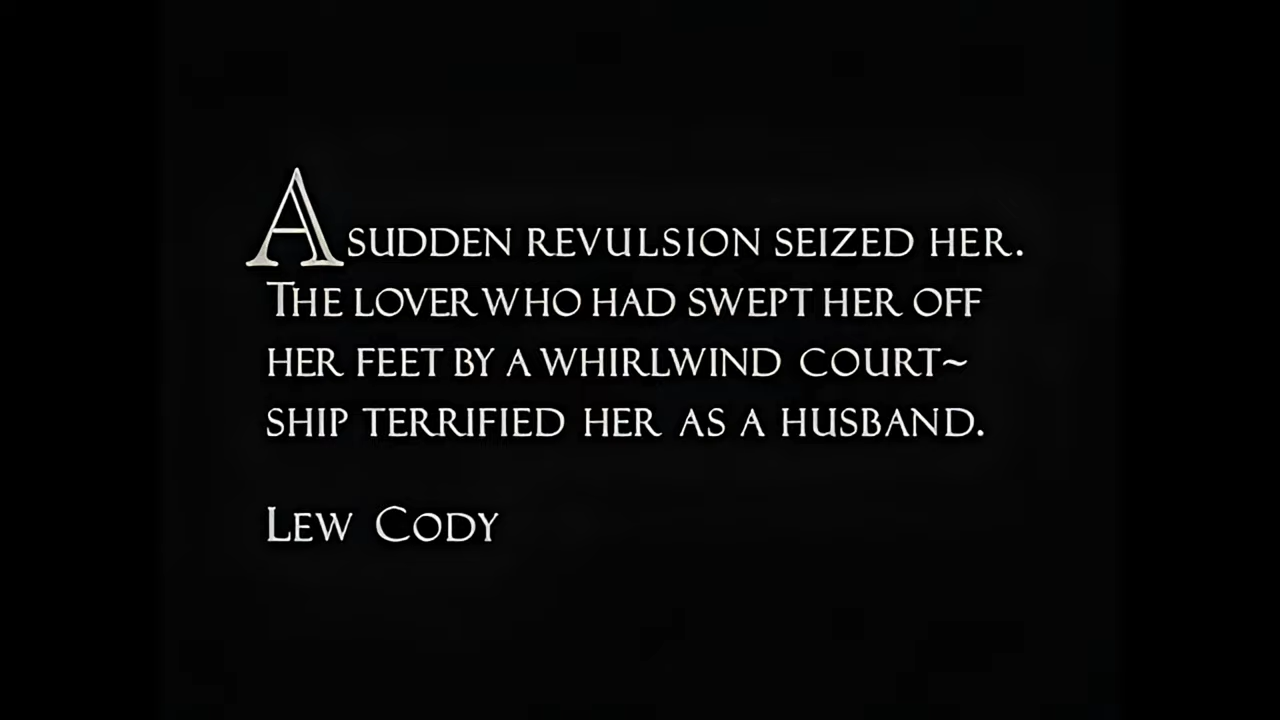 A SUDDEN REVULSION SEIZED HER.
THE LOVER WHO HAD SWEPT HER OFF
HER FEET BY A WHIRLWIND COURT~
SHIP TERRIFIED HER AS A HUSBAND.
LEW CODY